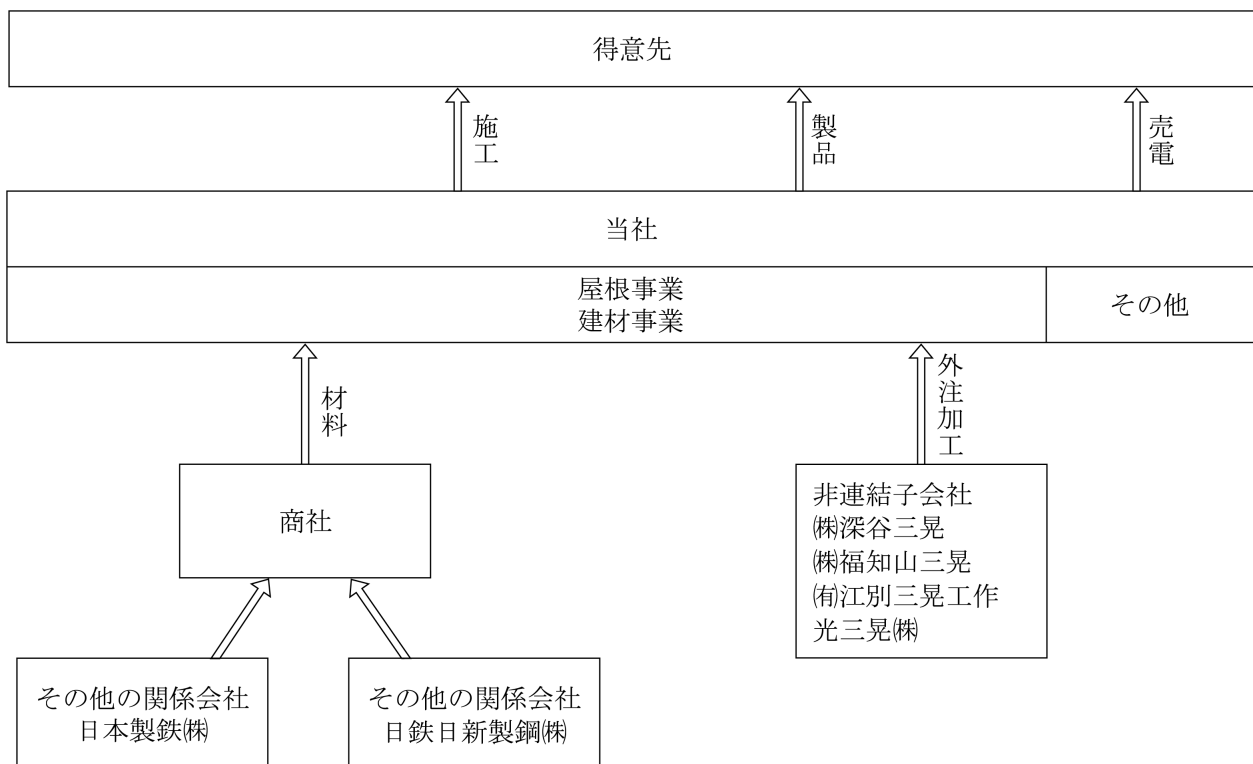 得意先
施工
製品
売電
当社
屋根事業
建材事業
その他
材料
外注加工
商社
非連結子会社
㈱深谷三晃
㈱福知山三晃
㈲江別三晃工作
光三晃㈱
その他の関係会社
日本製鉄㈱
その他の関係会社
日鉄日新製鋼㈱